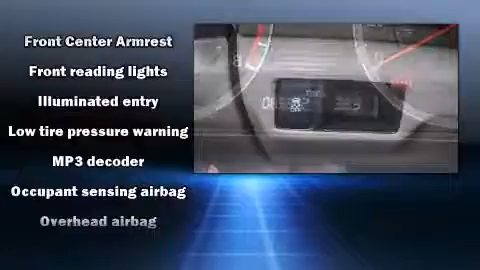 Front Center Armrest
Front reading lights
Illuminated entry
Low tire pressure warning
MP3 decoder
Occupant sensing airbag
Overhead airbag